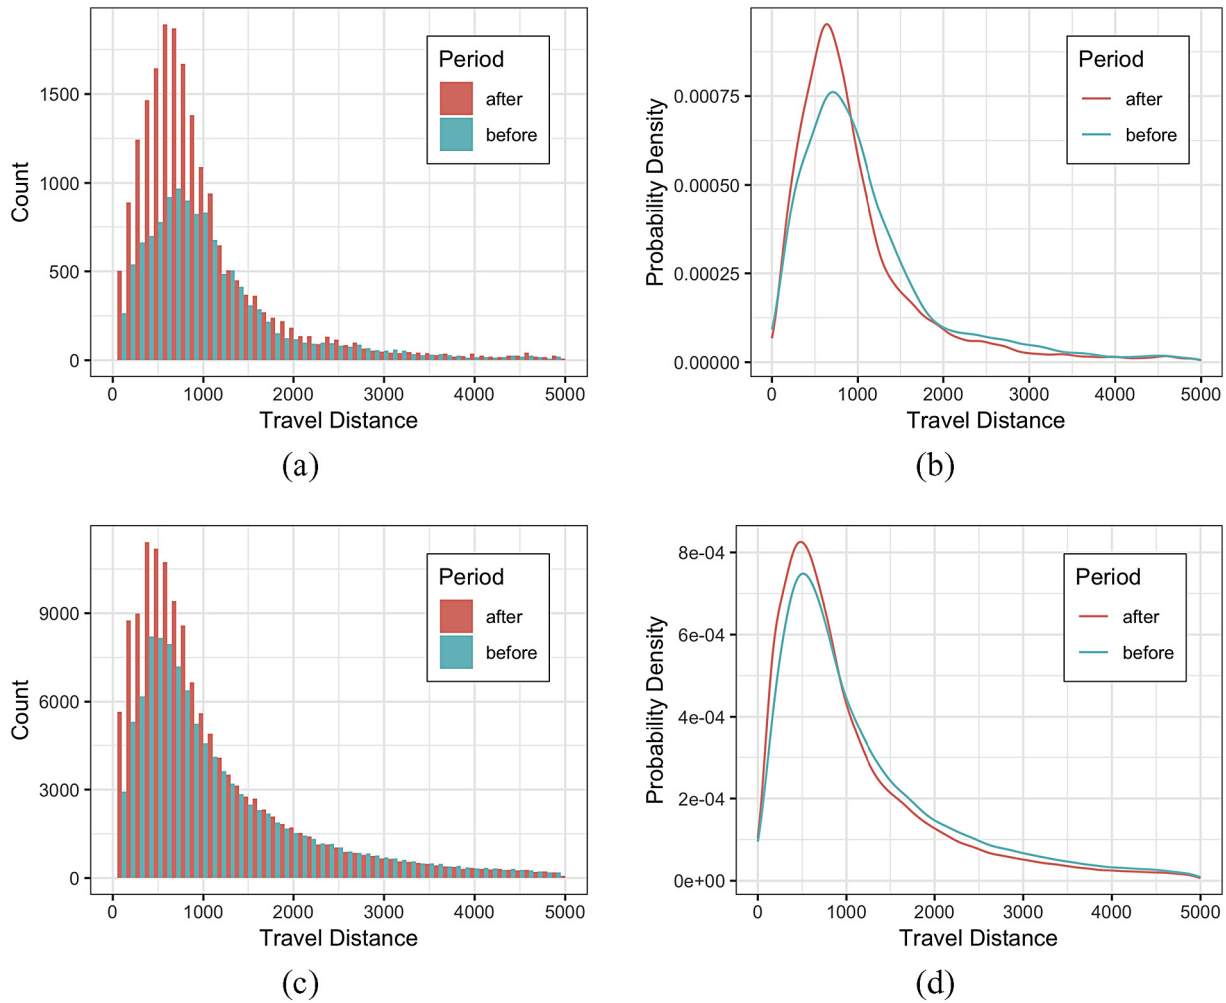 Period
after
before
1500
1000
500
0
Count
0 1000 2000 3000 4000 5000
Travel Distance
(a)
Period
after
before
0.00075
0.00050
0.00025
0.00000
Probability Density
0 1000 2000 3000 4000 5000
Travel Distance
(b)
Period
after
before
9000
6000
3000
0
Count
0 1000 2000 3000 4000 5000
Travel Distance
(c)
Period
after
before
8e-04
6e-04
4e-04
2e-04
0e+00
Probability Density
0 1000 2000 3000 4000 5000
Travel Distance
(d)